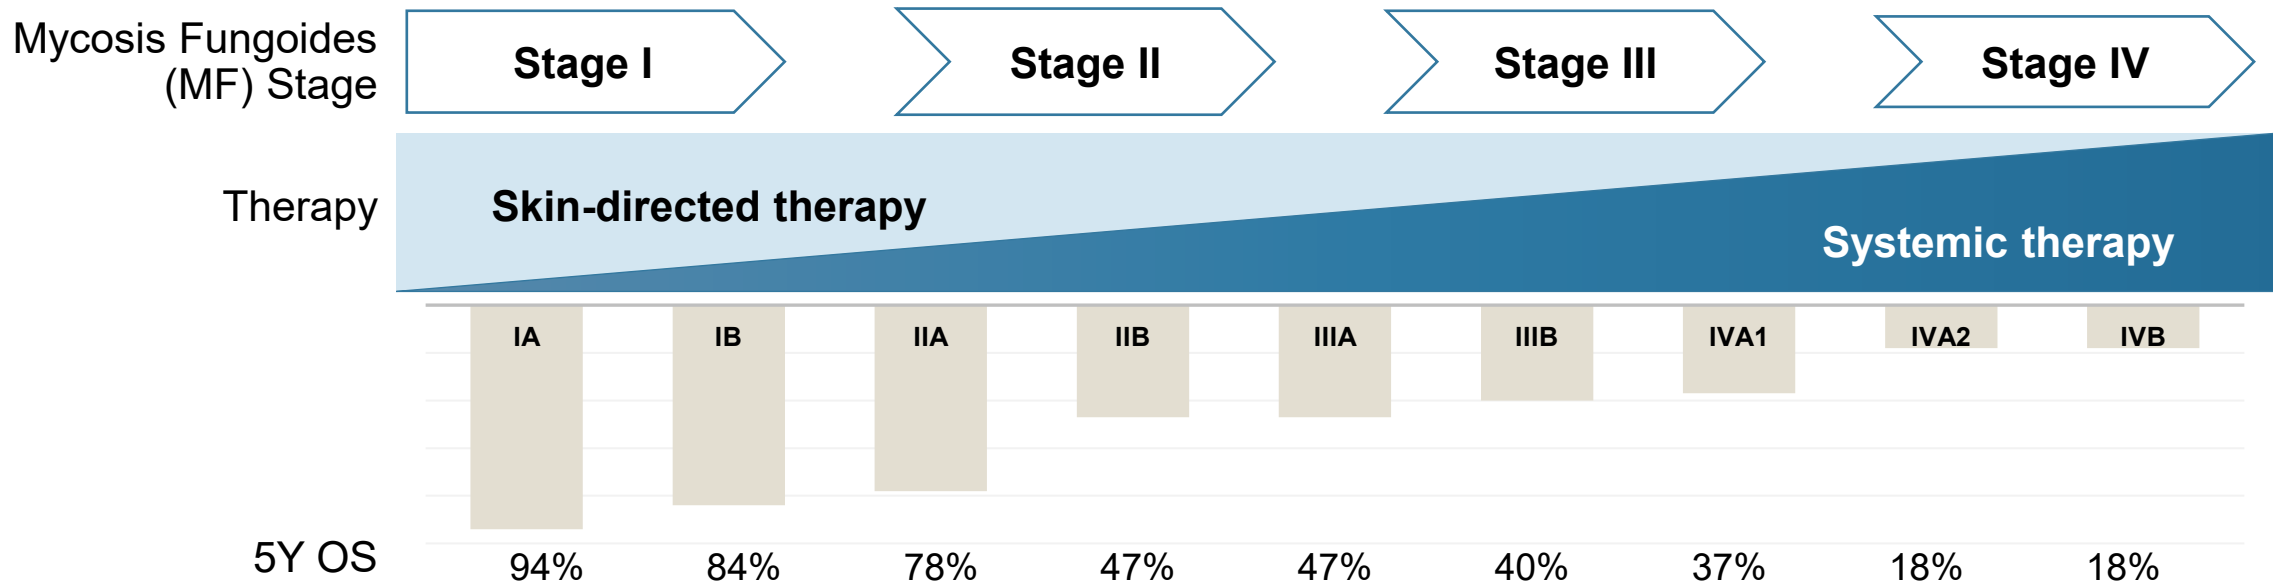 Mycosis Fungoides
(MF) Stage
Stage I
Stage II
Stage III
Stage IV
Therapy
Skin-directed therapy
Systemic therapy
IA
IB
IIA
IIB
IIIA
IIIB
IVA1
IVA2
IVB
5Y OS
94%
84%
78%
47%
47%
40%
37%
18%
18%